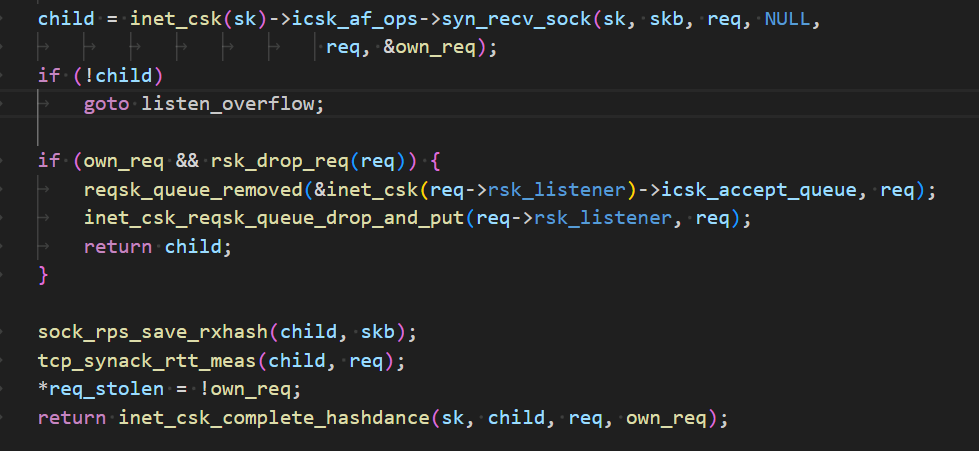 child = inet_csk(sk)->icsk_af_ops->syn_recv_sock(sk, skb, req, NULL,
req, &own_req);
if (!child)
goto listen_overflow;
if (own_req && rsk_drop_req(req)) {
reqsk_queue_removed(&inet_csk(req->rsk_listener)->icsk_accept_queue, req);
inet_csk_reqsk_queue_drop_and_put(req->rsk_listener, req);
return child;
}
sock_rps_save_rxhash(child, skb);
tcp_synack_rtt_meas(child, req);
*req_stolen = !own_req;
return inet_csk_complete_hashdance(sk, child, req, own_req);